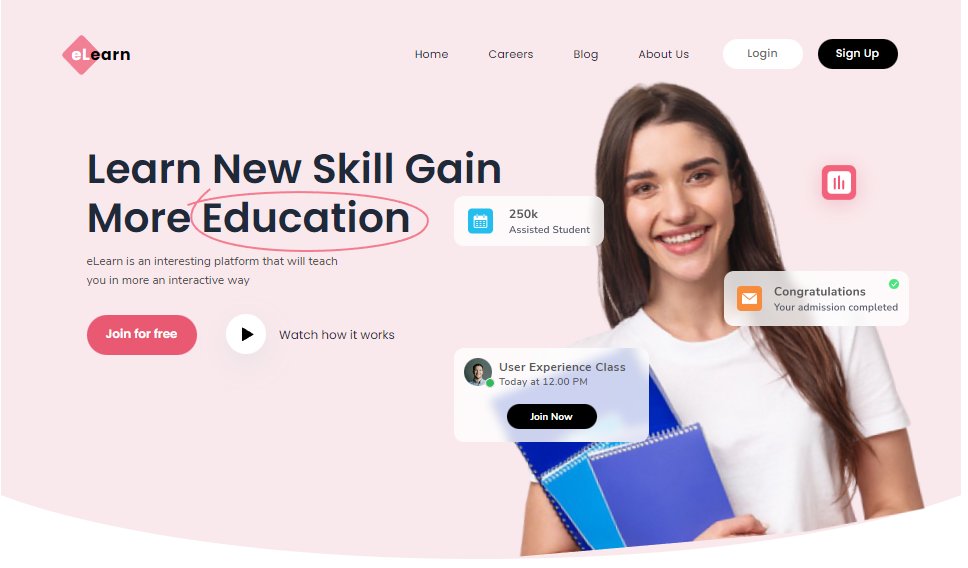 eLearn
Home Careers Blog About Us Login Sign Up
Learn New Skill Gain
More Education
eLearn is an interesting platform that will teach
you in more an interactive way
Join for free
Watch how it works
250k
Assisted Student
Congratulations
Your admission completed
User Experience Class
Today at 12.00 PM
Join Now